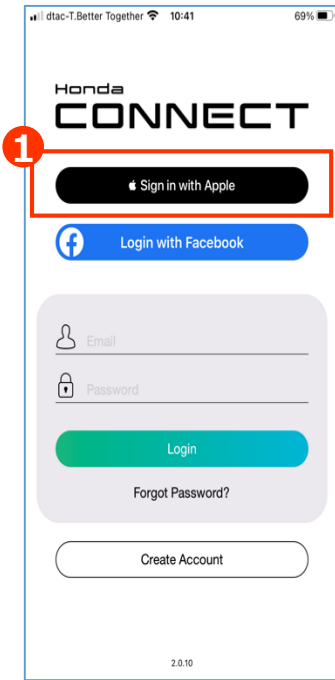 dtac-T.Better Together 10:41 69%
Honda
CONNECT
1
Sign in with Apple
Login with Facebook
Email
Password
Login
Forgot Password?
Create Account
2.0.10